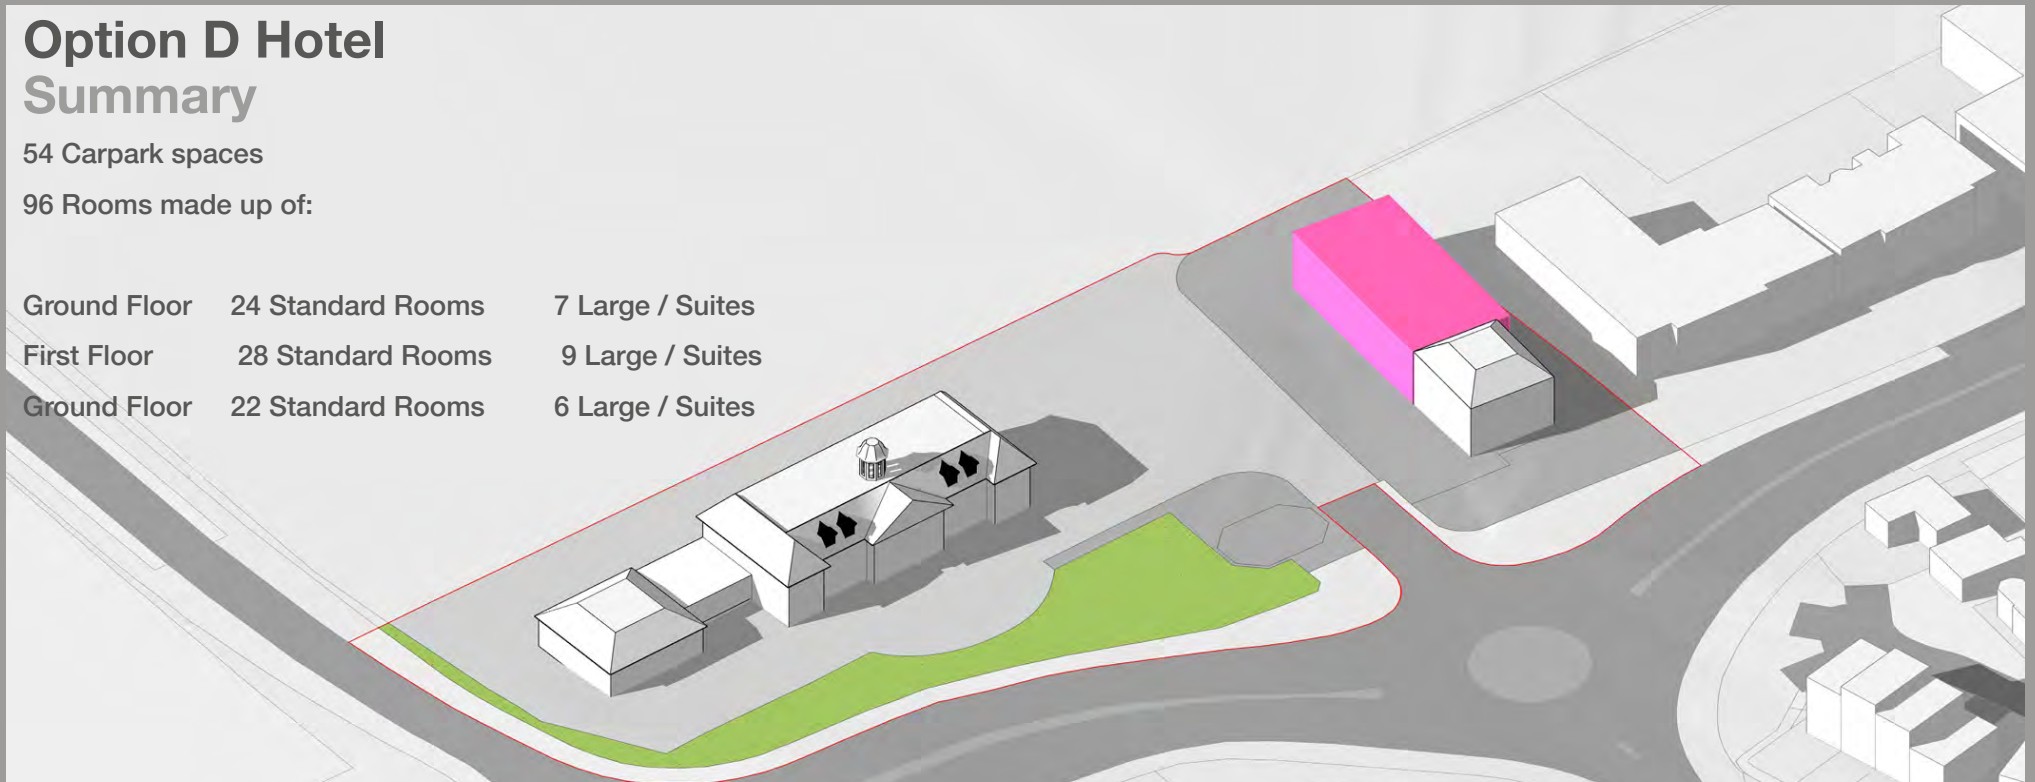 Option D Hotel
Summary
54 Carpark spaces
96 Rooms made up of:
Ground Floor 24 Standard Rooms 7 Large / Suites
First Floor 28 Standard Rooms 9 Large / Suites
Ground Floor 22 Standard Rooms 6 Large / Suites